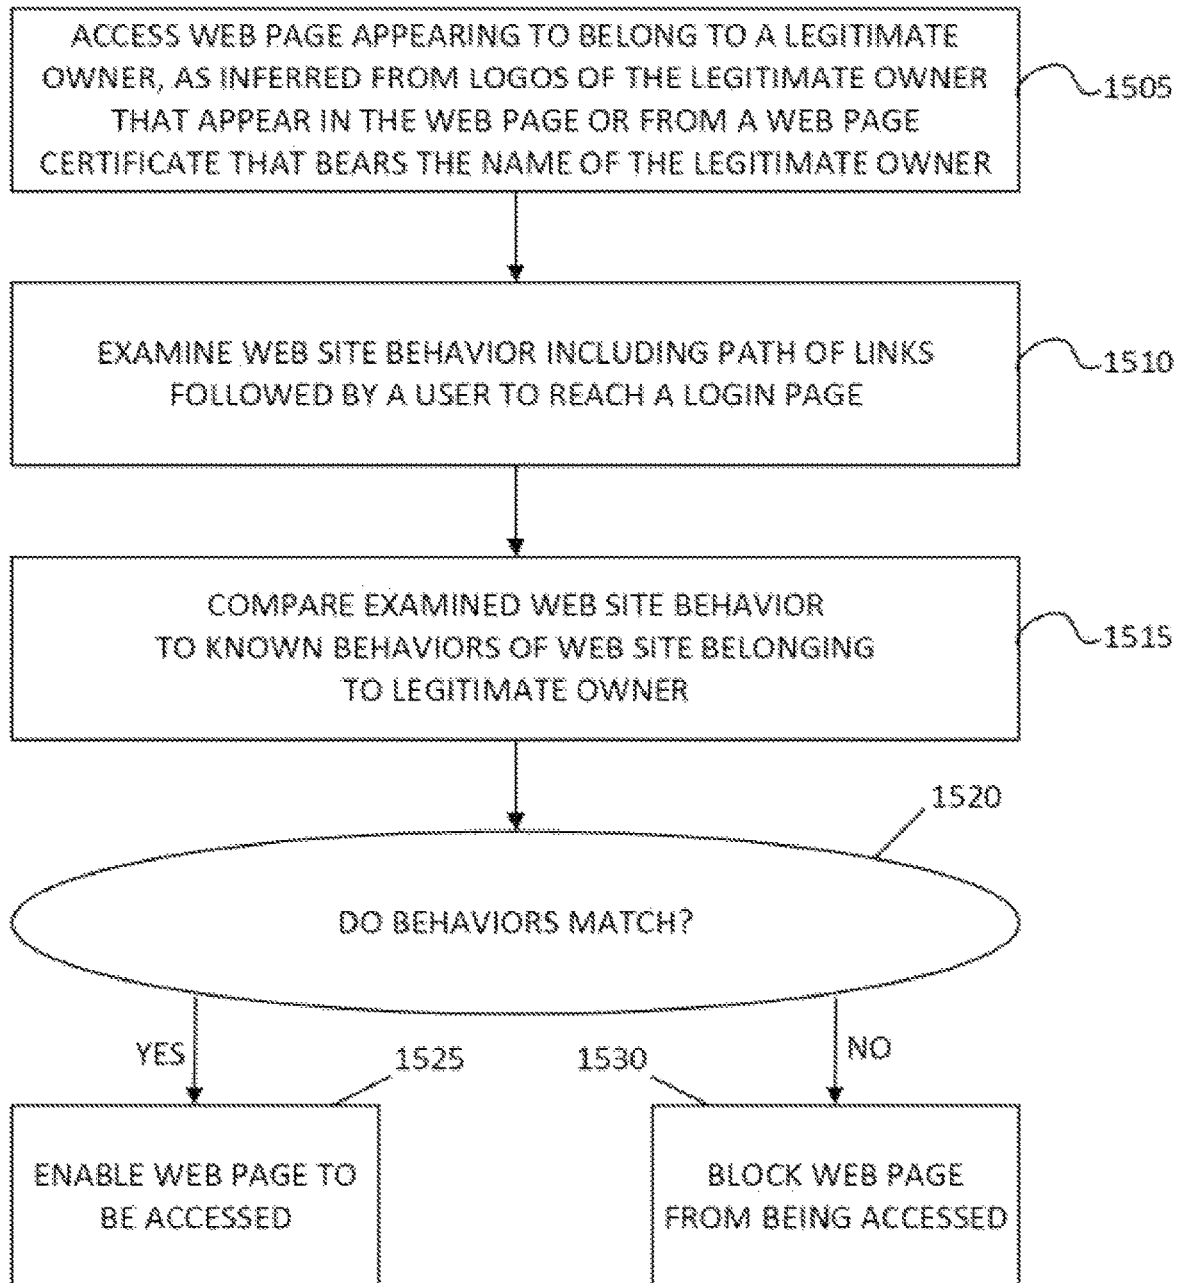 ACCESS WEB PAGE APPEARING TO BELONG TO A LEGITIMATE
OWNER, AS INFERRED FROM LOGOS OF THE LEGITIMATE OWNER
THAT APPEAR IN THE WEB PAGE OR FROM A WEB PAGE
CERTIFICATE THAT BEARS THE NAME OF THE LEGITIMATE OWNER
1505
EXAMINE WEB SITE BEHAVIOR INCLUDING PATH OF LINKS
FOLLOWED BY A USER TO REACH A LOGIN PAGE
1510
COMPARE EXAMINED WEB SITE BEHAVIOR
TO KNOWN BEHAVIORS OF WEB SITE BELONGING
TO LEGITIMATE OWNER
1515
1520
DO BEHAVIORS MATCH?
YES
1525
1530
NO
ENABLE WEB PAGE TO
BE ACCESSED
BLOCK WEB PAGE
FROM BEING ACCESSED